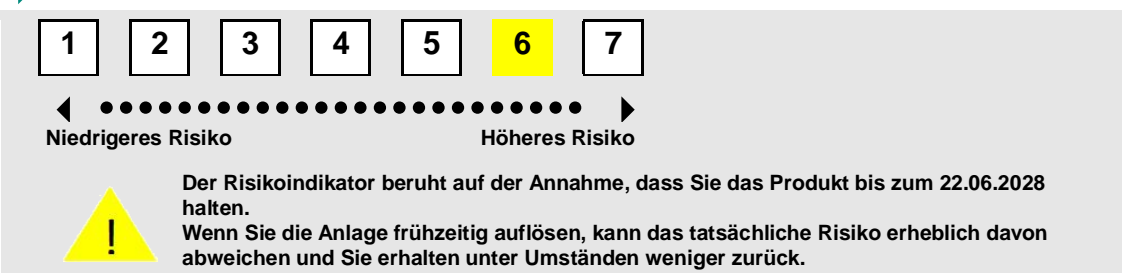 1 2 3 4 5 6 7
Niedrigeres Risiko Höheres Risiko
Der Risikoindikator beruht auf der Annahme, dass Sie das Produkt bis zum 22.06.2028
halten.
Wenn Sie die Anlage frühzeitig auflösen, kann das tatsächliche Risiko erheblich davon
abweichen und Sie erhalten unter Umständen weniger zurück.
!